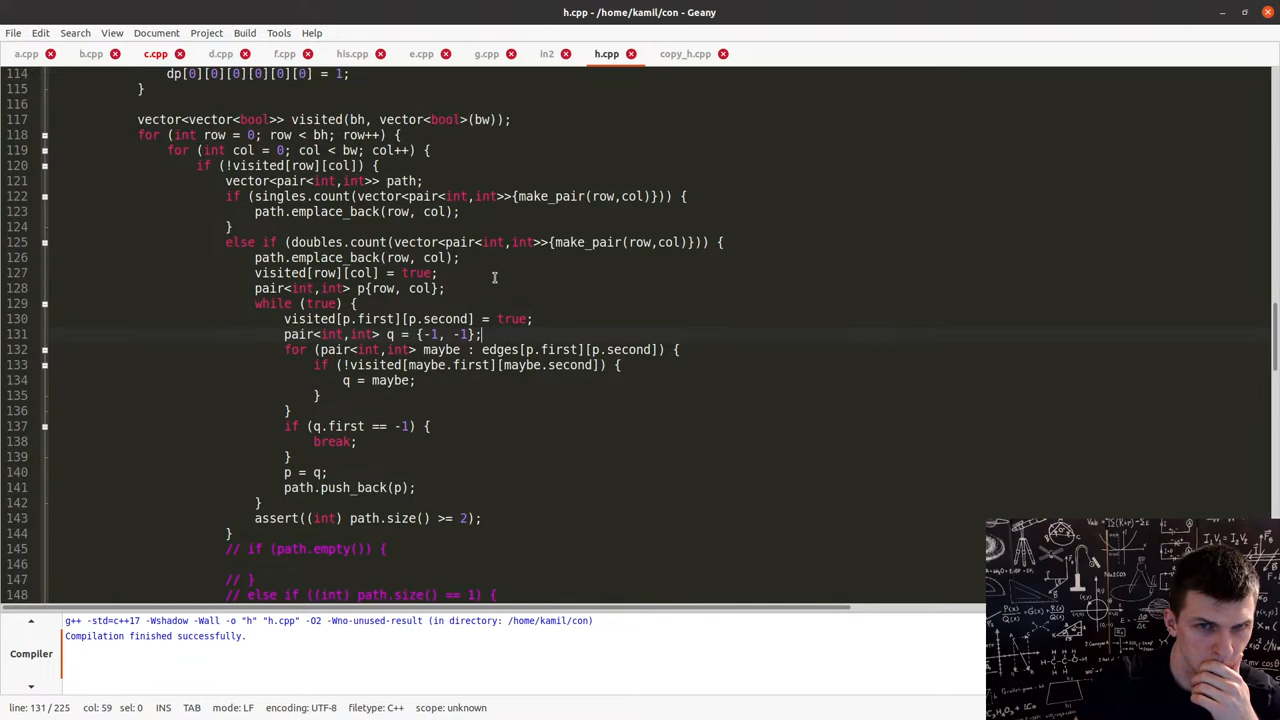 h.cpp - /home/kamil/con - Geany
File Edit Search View Document Project Build Tools Help
a.cpp b.cpp c.cpp d.cpp f.cpp his.cpp e.cpp g.cpp in2 h.cpp copy_h.cpp
114 dp[0][0][0][0][0][0] = 1;
115 }
116
117 vector<vector<bool>> visited(bh, vector<bool>(bw));
118 for (int row = 0; row < bh; row++) {
119 for (int col = 0; col < bw; col++) {
120 if (!visited[row][col]) {
121 vector<pair<int,int>> path;
122 if (singles.count(vector<pair<int,int>>{make_pair(row,col)})) {
123 path.emplace_back(row, col);
124 }
125 else if (doubles.count(vector<pair<int,int>>{make_pair(row,col)})) {
126 path.emplace_back(row, col);
127 visited[row][col] = true;
128 pair<int,int> p{row, col};
129 while (true) {
130 visited[p.first][p.second] = true;
131 pair<int,int> q = {-1, -1};
132 for (pair<int,int> maybe : edges[p.first][p.second]) {
133 if (!visited[maybe.first][maybe.second]) {
134 q = maybe;
135 }
136 }
137 if (q.first == -1) {
138 break;
139 }
140 p = q;
141 path.push_back(p);
142 }
143 assert((int) path.size() >= 2);
144 }
145 // if (path.empty()) {
146
147 // }
148 // else if ((int) path.size() == 1) {
g++ -std=c++17 -Wshadow -Wall -o "h" "h.cpp" -O2 -Wno-unused-result (in directory: /home/kamil/con)
Compilation finished successfully.
Compiler
line: 131 / 225 col: 59 sel: 0 INS TAB mode: LF encoding: UTF-8 filetype: C++ scope: unknown